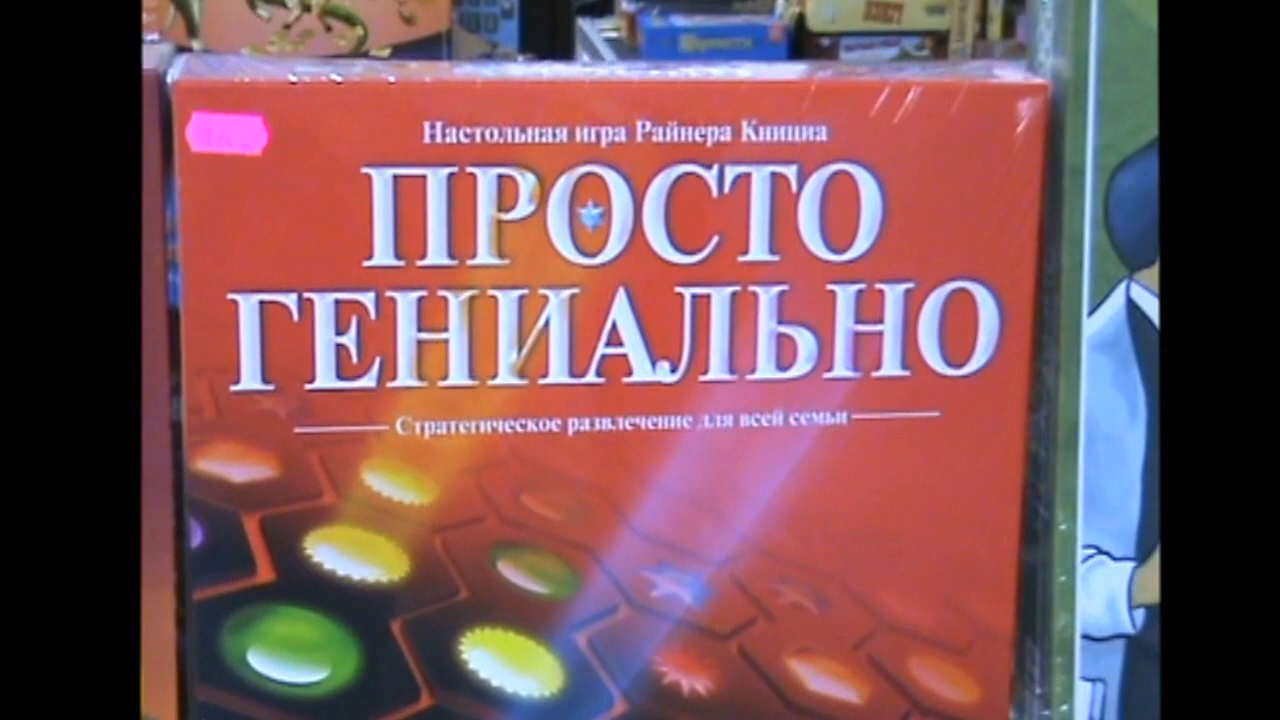 Настольная игра Райнера Книциа
ПРОСТО
ГЕНИАЛЬНО
Стратегическое развлечение для всей семьи